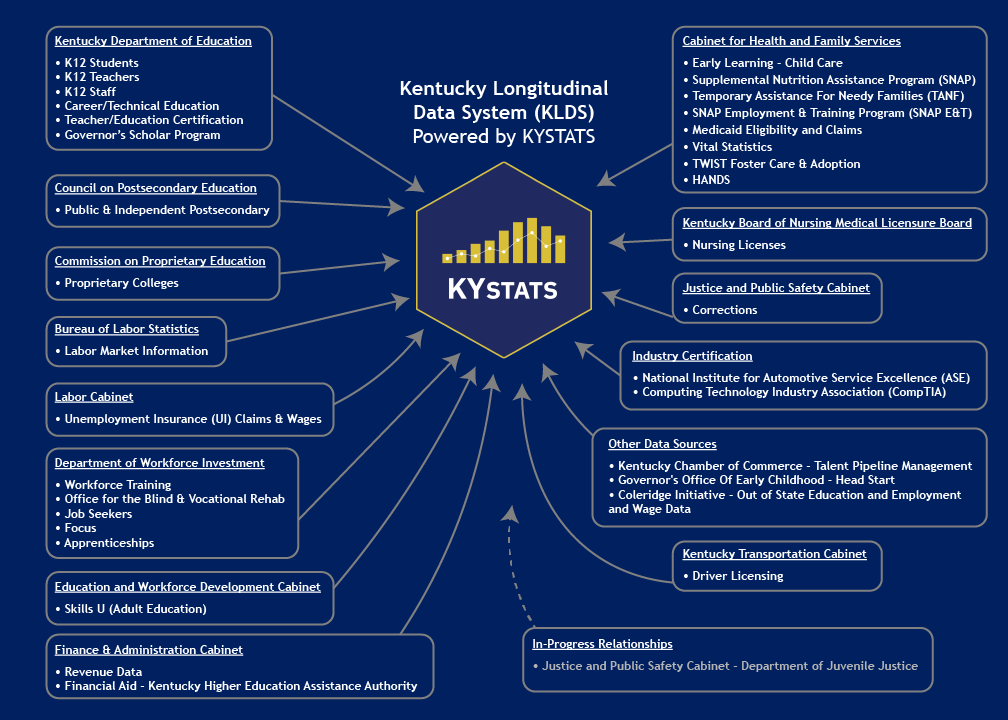 Kentucky Longitudinal
Data System (KLDS)
Powered by KYSTATS
KYSTATS
Kentucky Department of Education
• K12 Students
• K12 Teachers
• K12 Staff
• Career/Technical Education
• Teacher/Education Certification
• Governor's Scholar Program
Council on Postsecondary Education
• Public & Independent Postsecondary
Commission on Proprietary Education
• Proprietary Colleges
Bureau of Labor Statistics
• Labor Market Information
Labor Cabinet
• Unemployment Insurance (UI) Claims & Wages
Department of Workforce Investment
• Workforce Training
• Office for the Blind & Vocational Rehab
• Job Seekers
• Focus
• Apprenticeships
Education and Workforce Development Cabinet
• Skills U (Adult Education)
Finance & Administration Cabinet
• Revenue Data
• Financial Aid - Kentucky Higher Education Assistance Authority
Cabinet for Health and Family Services
• Early Learning - Child Care
• Supplemental Nutrition Assistance Program (SNAP)
• Temporary Assistance For Needy Families (TANF)
• SNAP Employment & Training Program (SNAP E&T)
• Medicaid Eligibility and Claims
• Vital Statistics
• TWIST Foster Care & Adoption
• HANDS
Kentucky Board of Nursing Medical Licensure Board
• Nursing Licenses
Justice and Public Safety Cabinet
• Corrections
Industry Certification
• National Institute for Automotive Service Excellence (ASE)
• Computing Technology Industry Association (CompTIA)
Other Data Sources
• Kentucky Chamber of Commerce - Talent Pipeline Management
• Governor's Office Of Early Childhood - Head Start
• Coleridge Initiative - Out of State Education and Employment
and Wage Data
Kentucky Transportation Cabinet
• Driver Licensing
In-Progress Relationships
• Justice and Public Safety Cabinet - Department of Juvenile Justice